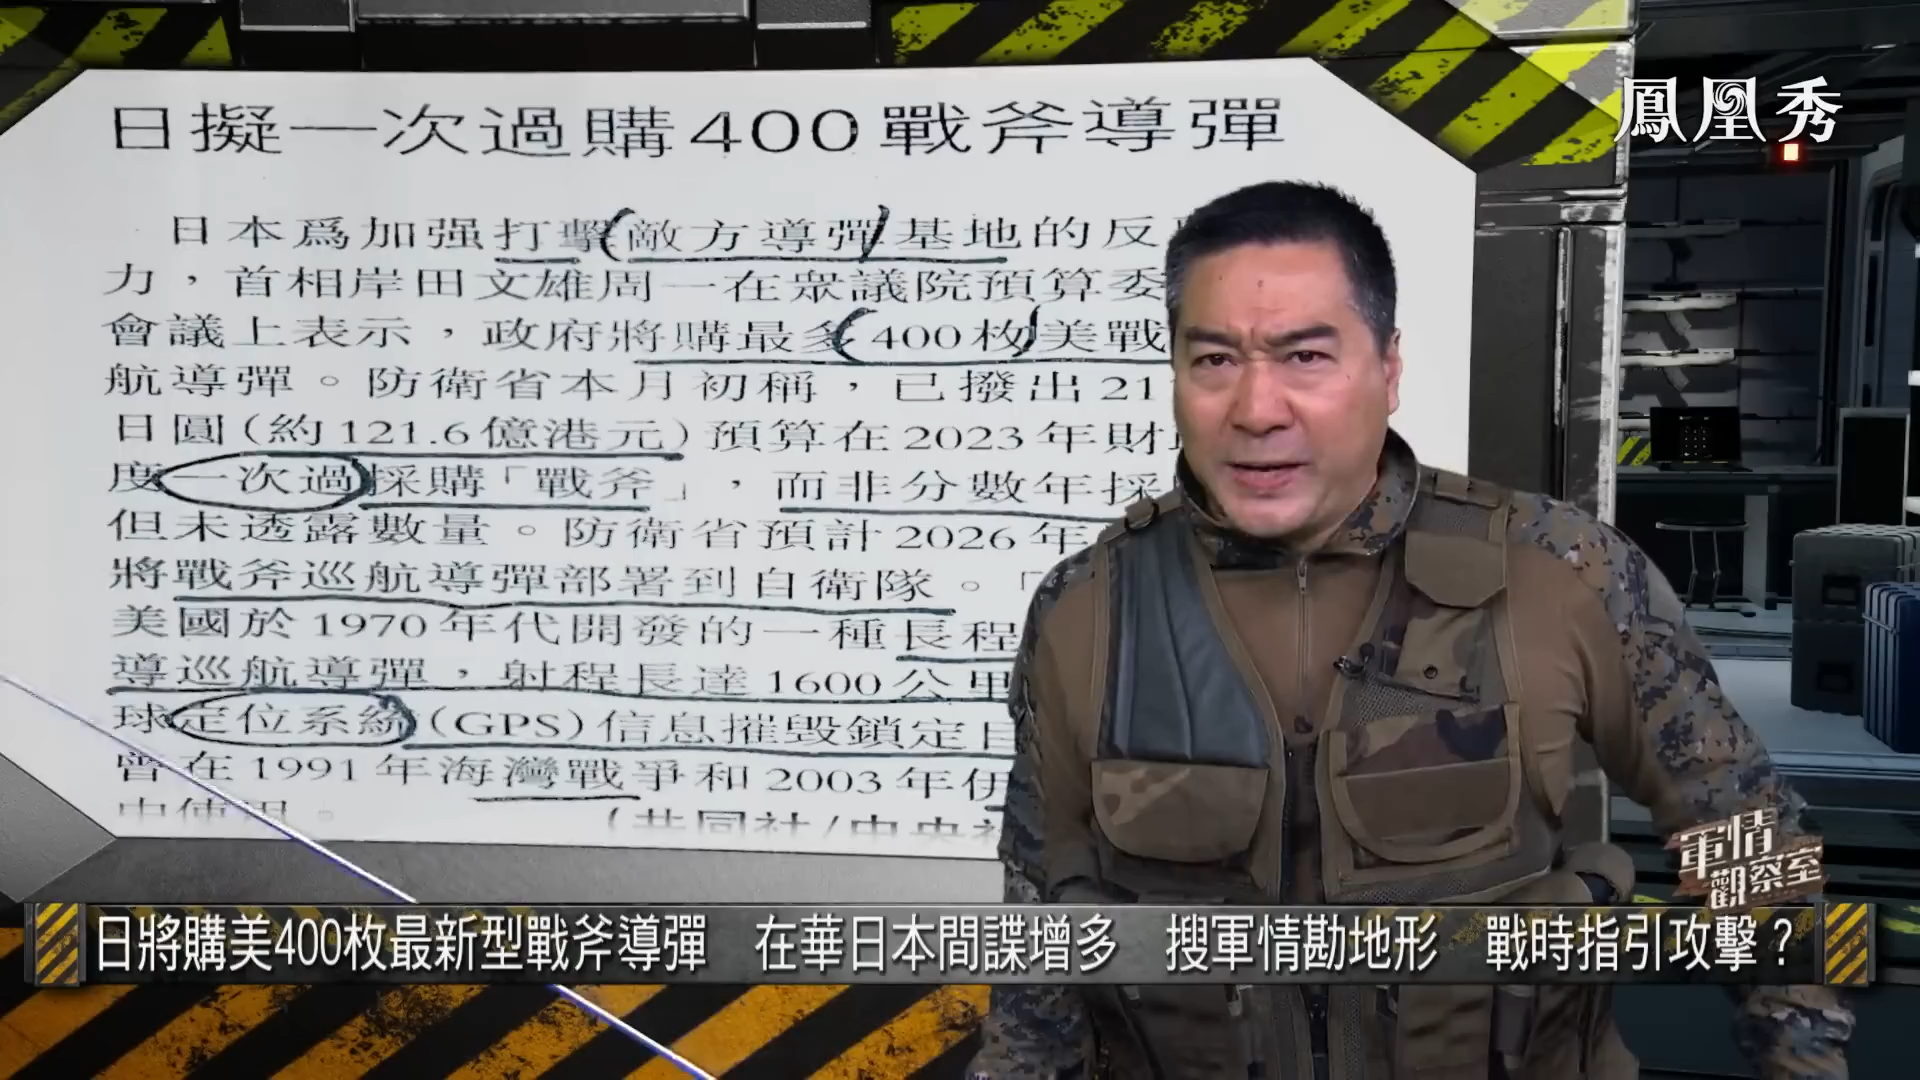 鳳凰秀
日擬一次過購400戰斧導彈
日本爲加强打擊敵方導彈基地的反
力，首相岸田文雄周一在衆議院預算委
會議上表示，政府將購最多400枚美戰
航導彈。防衛省本月初稱，已撥出21
日圓(約121.6億港元)預算在2023年財
度一次過採購「戰斧」，而非分數年採
但未透露數量。防衛省預計2026年
將戰斧巡航導彈部署到自衛隊。「
美國於1970年代開發的一種長程
導巡航導彈，射程長達1600公里
球定位系統(GPS)信息摧毀鎖定目
曾在1991年海灣戰爭和2003年伊
中使用。(共同社/中央社
軍情
觀察室
日將購美400枚最新型戰斧導彈 在華日本間諜增多 搜軍情勘地形 戰時指引攻擊？